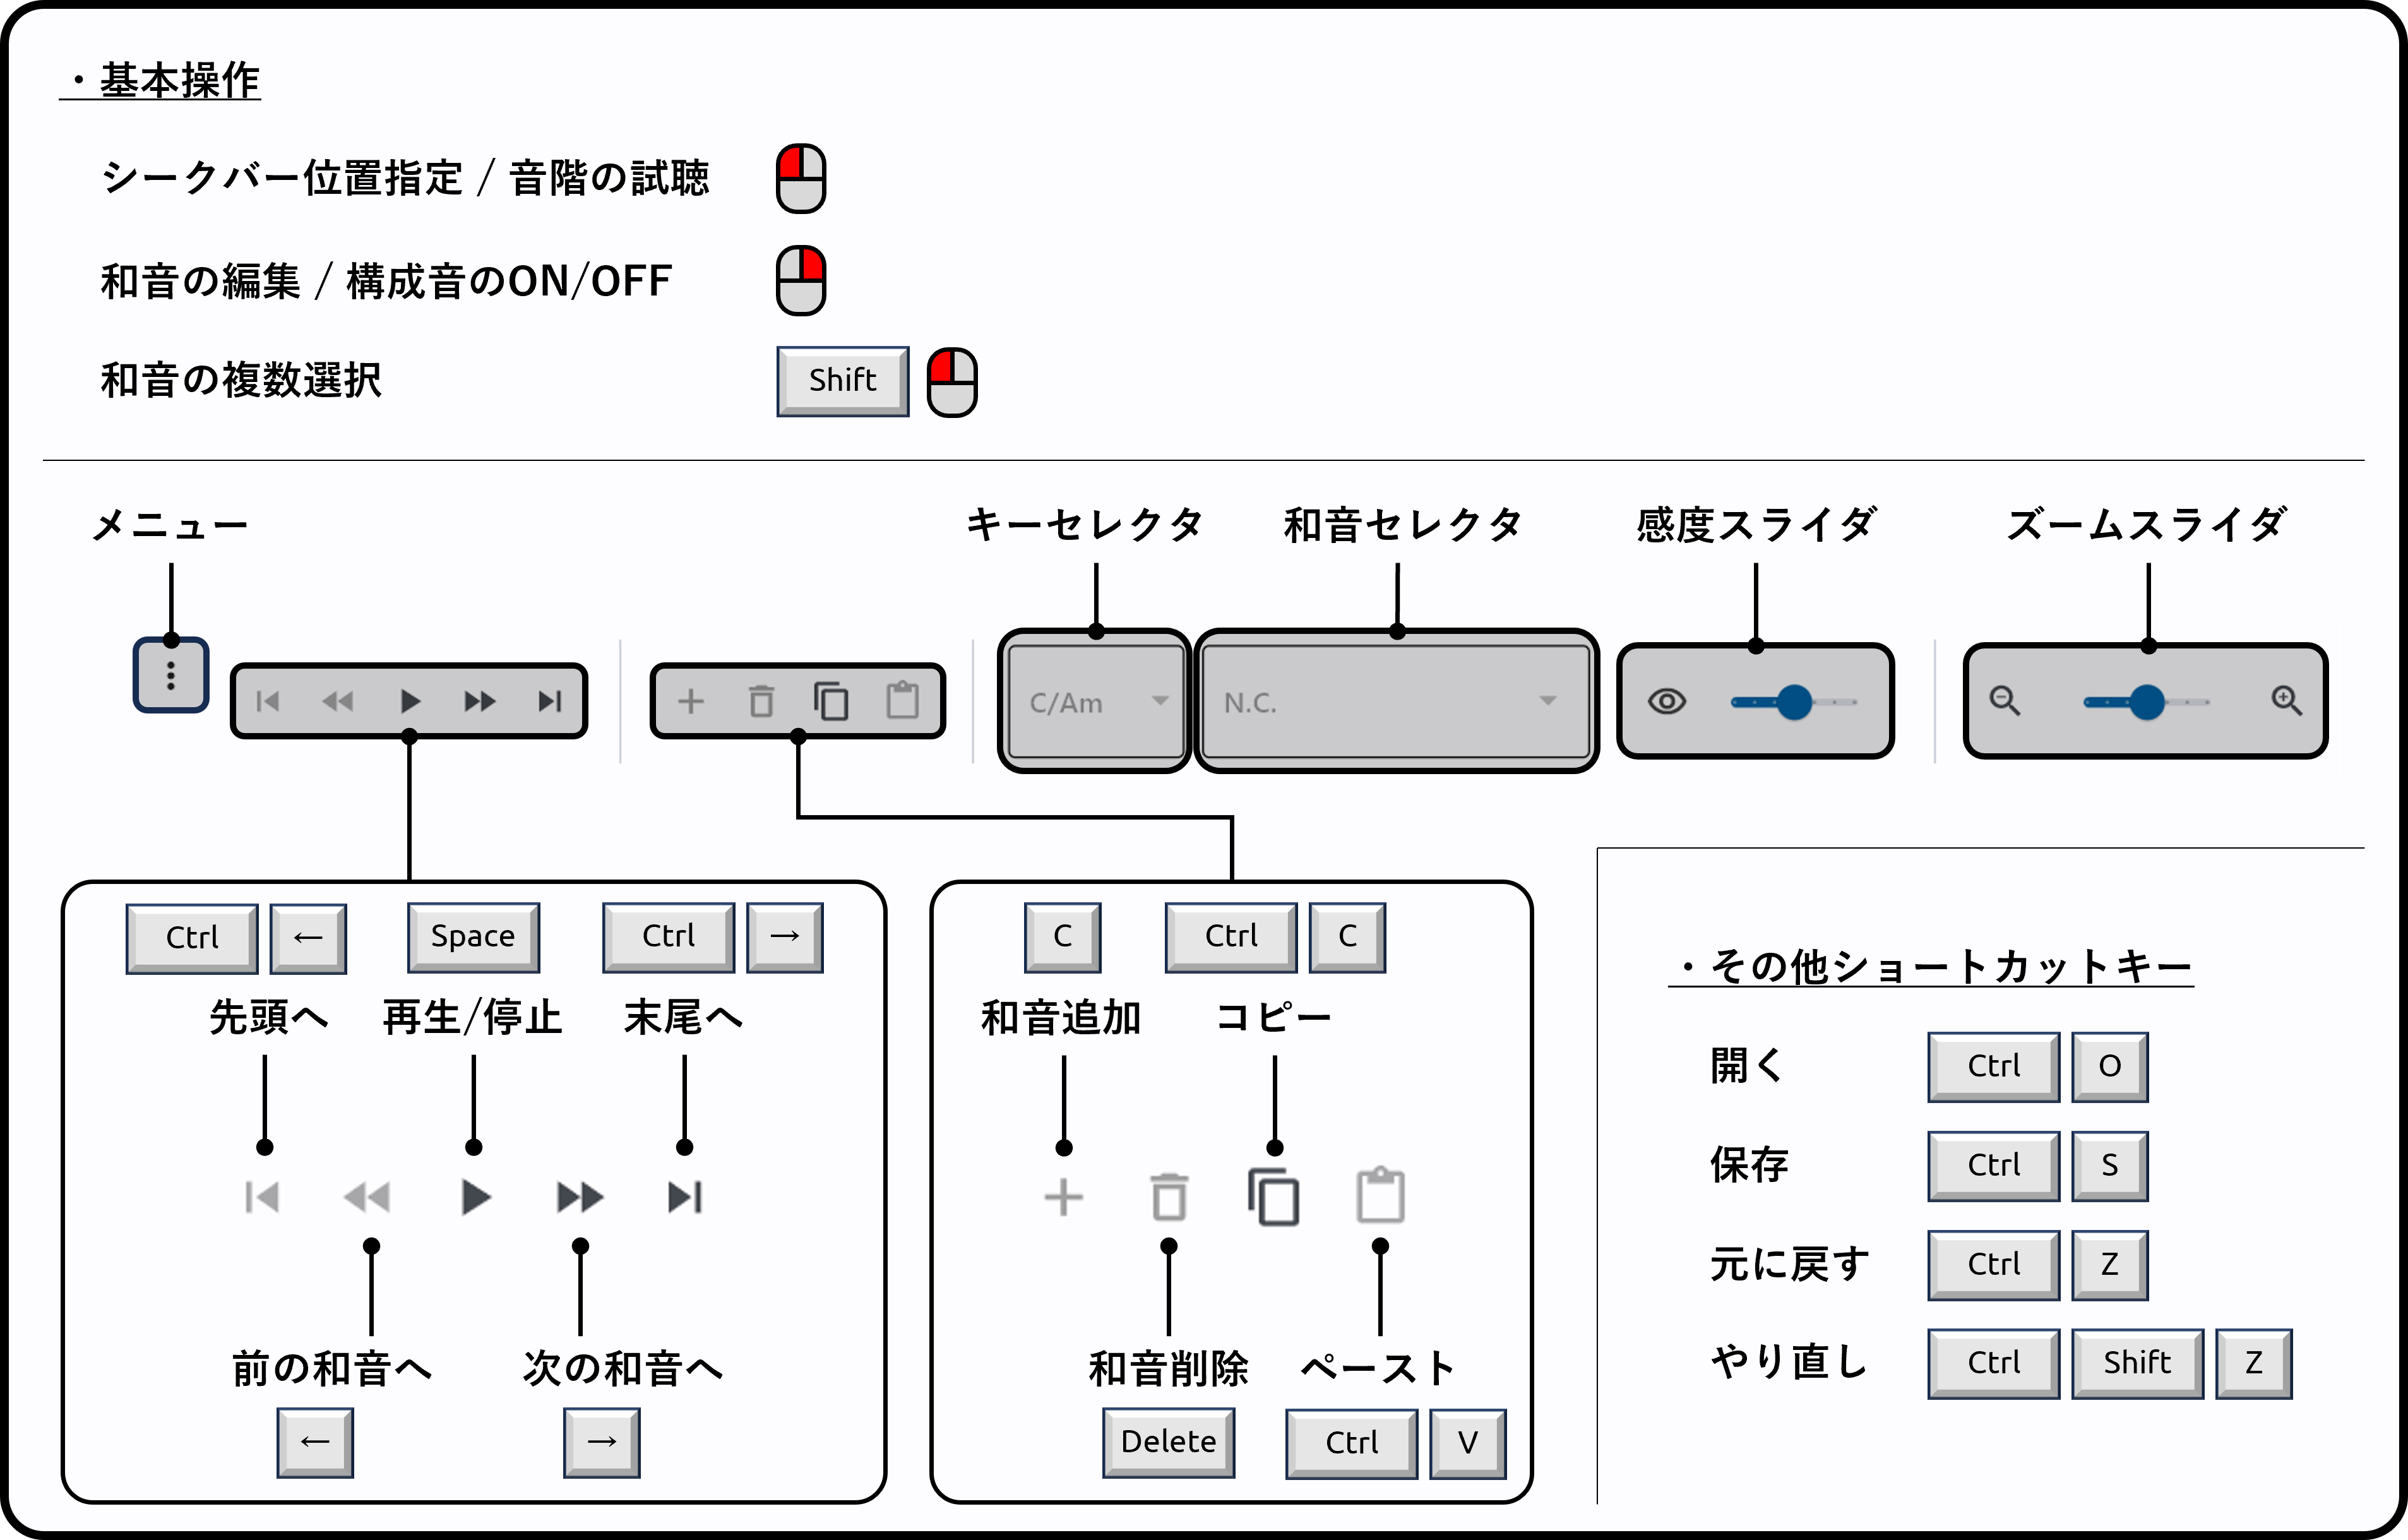 ・基本操作
シークバー位置指定 / 音階の試聴
和音の編集 / 構成音のON/OFF
和音の複数選択 Shift
メニュー キーセレクタ 和音セレクタ 感度スライダ ズームスライダ
C/Am N.C.
Ctrl ← Space Ctrl →
先頭へ 再生/停止 末尾へ
前の和音へ 次の和音へ
← →
C Ctrl C
和音追加 コピー
和音削除 ペースト
Delete Ctrl V
・その他ショートカットキー
開く Ctrl O
保存 Ctrl S
元に戻す Ctrl Z
やり直し Ctrl Shift Z